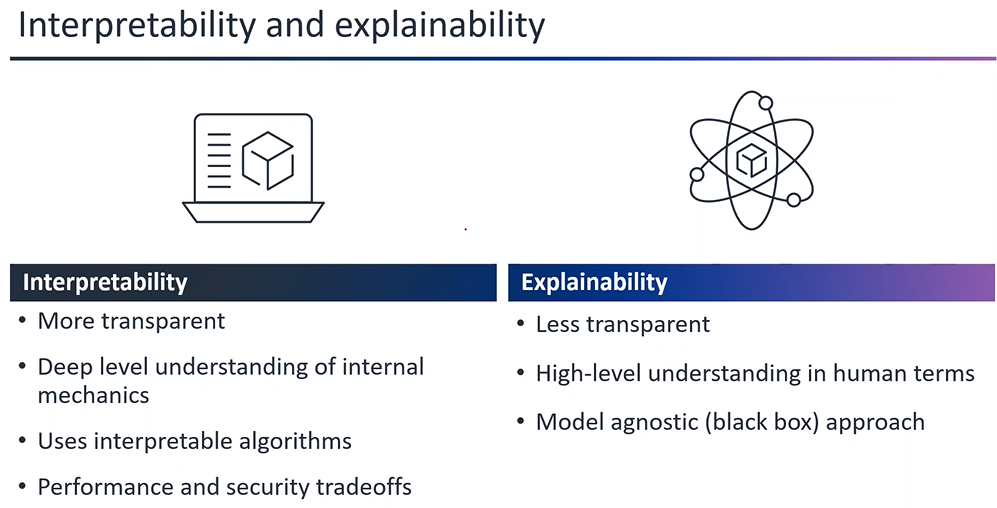 Interpretability and explainability
Interpretability
• More transparent
• Deep level understanding of internal
mechanics
• Uses interpretable algorithms
• Performance and security tradeoffs
Explainability
• Less transparent
• High-level understanding in human terms
• Model agnostic (black box) approach